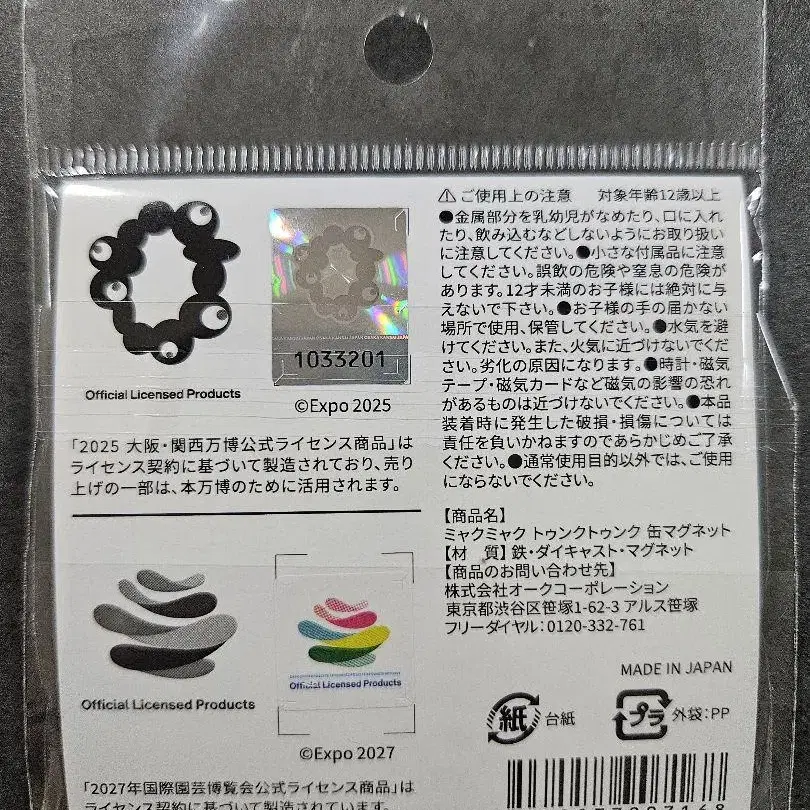 Official Licensed Products
1033201
©Expo 2025
「2025 大阪・関西万博公式ライセンス商品」は
ライセンス契約に基づいて製造されており、売り
上げの一部は、本万博のために活用されます。
Official Licensed Products
Official Licensed Products
©Expo 2027
「2027年国際園芸博覧会公式ライセンス商品」は
ライセンス契約に基づいて製造されています。
⚠ご使用上の注意 対象年齢12歳以上
●金属部分を乳幼児がなめたり、口に入れ
たり、飲み込むなどしないようにお取り扱い
に注意してください。●小さな付属品に注意
してください。誤飲の危険や窒息の危険が
あります。12才未満のお子様には絶対に与
えないで下さい。●お子様の手の届かない
場所で使用、保管してください。●水気を避
けてください。また、火気に近づけないでくだ
さい。劣化の原因になります。●時計・磁気
テープ・磁気カードなど磁気の影響の恐れ
があるものは近づけないでください。●本品
装着時に発生した破損・損傷については
責任を負いかねますのであらかじめご了承
ください。●通常使用目的以外では、ご使用
にならないでください。
【商品名】
ミャクミャク トゥンクトゥンク 缶マグネット
【材 質】鉄・ダイキャスト・マグネット
【商品のお問い合わせ先】
株式会社オークコーポレーション
東京都渋谷区笹塚1-62-3 アルス笹塚
フリーダイヤル:0120-332-761
MADE IN JAPAN
紙 台紙
プラ 外袋:PP